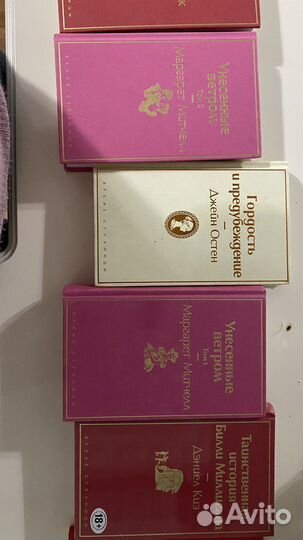 Унесенные
ветром
Том 2
Маргарет Митчелл
Гордость
и предубеждение
Джейн Остен
Унесенные
ветром
Том 1
Маргарет Митчелл
Таинственная
история
Билли Миллигана
Дэниел Киз
18+
Avito